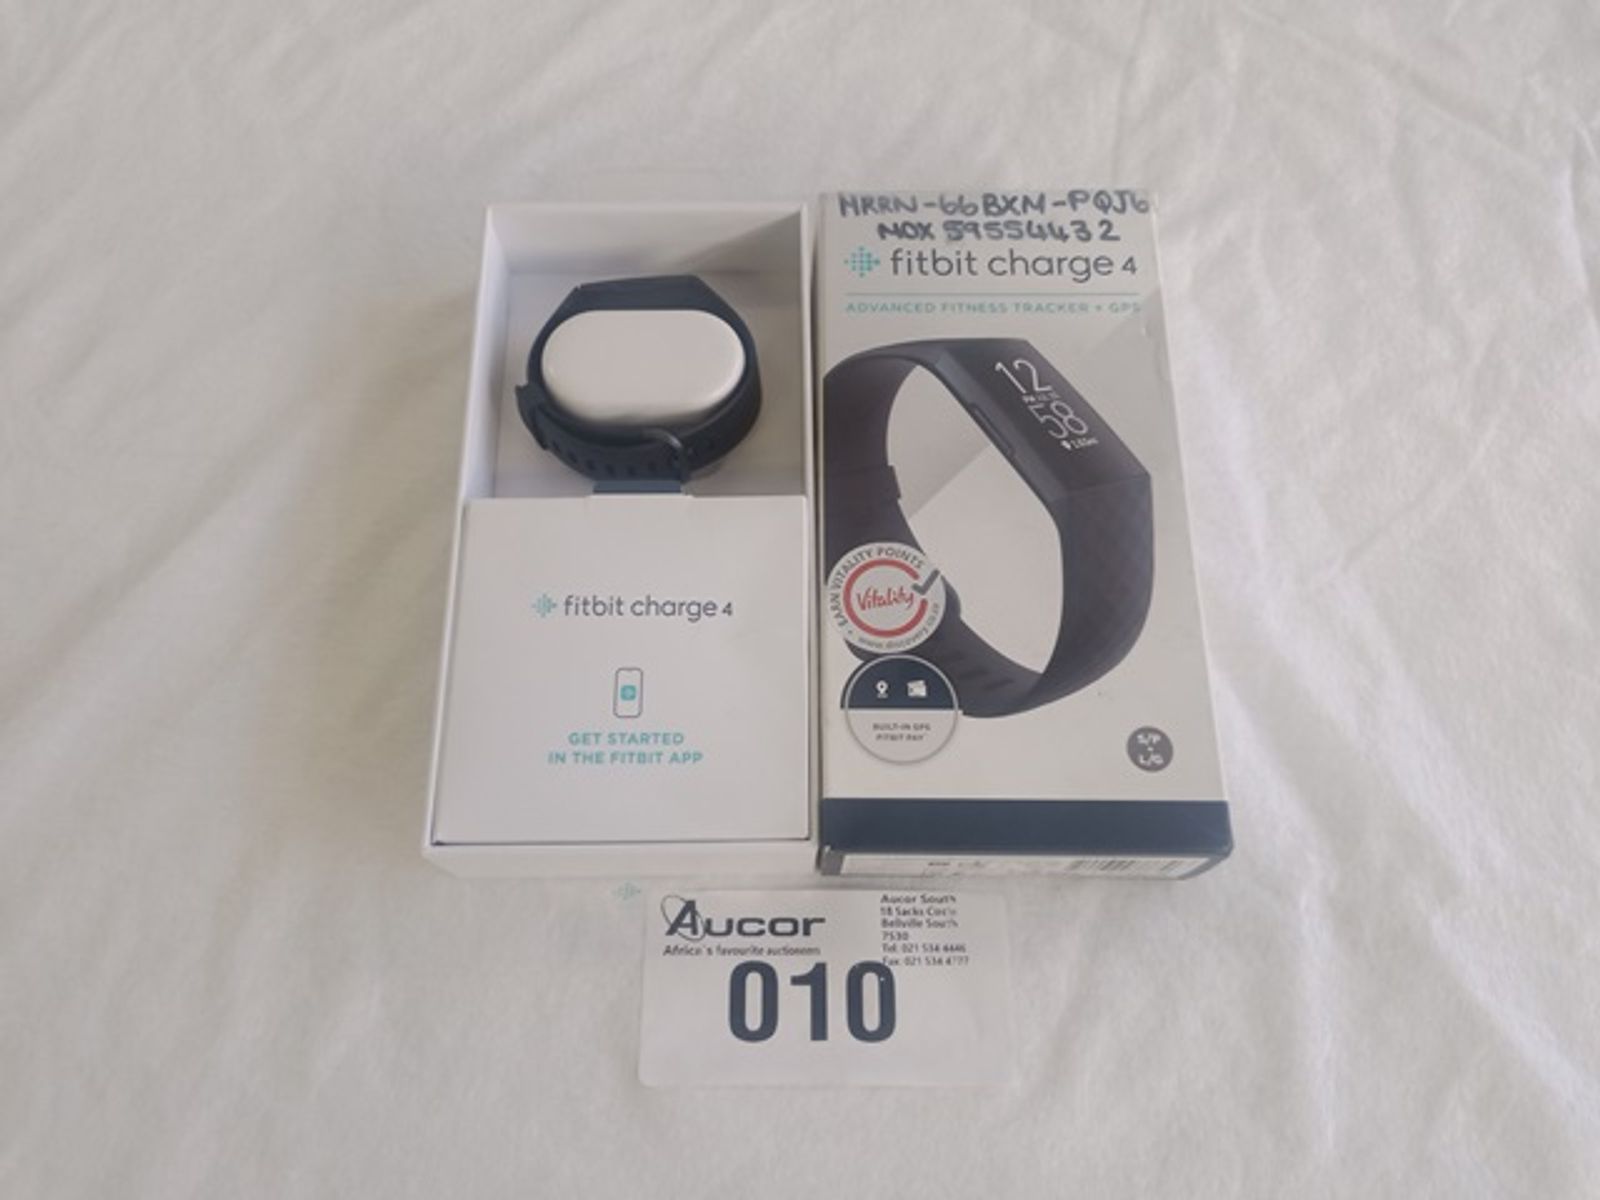 MRRN-66BXM-PQJ6
MOX 59554432
fitbit charge 4
ADVANCED FITNESS TRACKER + GPS
12
58
EARN VITALITY POINTS
Vitality
BUILT-IN GPS
FITBIT PAY
S/P
+
L/G
fitbit charge 4
GET STARTED
IN THE FITBIT APP
Aucor
Africa's favourite auctioneers
Aucor South
18 Sacks Circle
Bellville South
7530
Tel: 021 534 4446
Fax: 021 534 4777
010